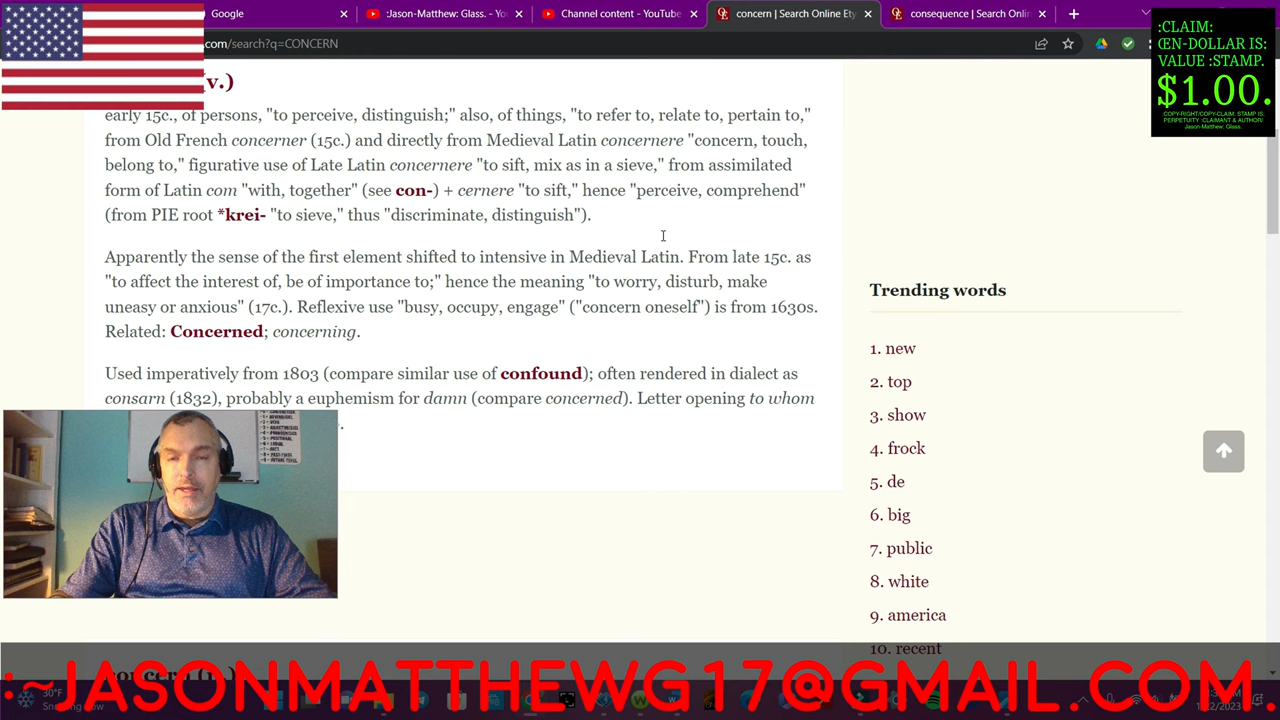 Google
:Jason-Matthew: Glass. - Yo
Channel content - YouTube
| Search Online Ety
consequence | Search Onlin
.com/search?q=CONCERN
:CLAIM:
ŒN-DOLLAR IS:
VALUE :STAMP.
$1.00.
:COPY-RIGHT/COPY-CLAIM. STAMP IS:
PERPETUITY :CLAIMANT & AUTHOR/
Jason-Matthew: Glass.
(v.)
early 15c., of persons, "to perceive, distinguish;" also, of things, "to refer to, relate to, pertain to,"
from Old French concerner (15c.) and directly from Medieval Latin concernere "concern, touch,
belong to," figurative use of Late Latin concernere "to sift, mix as in a sieve," from assimilated
form of Latin com "with, together" (see con-) + cernere "to sift," hence "perceive, comprehend"
(from PIE root *krei- "to sieve," thus "discriminate, distinguish").
Apparently the sense of the first element shifted to intensive in Medieval Latin. From late 15c. as
"to affect the interest of, be of importance to;" hence the meaning "to worry, disturb, make
uneasy or anxious" (17c.). Reflexive use "busy, occupy, engage" ("concern oneself") is from 1630s.
Related: Concerned; concerning.
Used imperatively from 1803 (compare similar use of confound); often rendered in dialect as
consarn (1832), probably a euphemism for damn (compare concerned). Letter opening to whom
Trending words
1. new
2. top
3. show
4. frock
5. de
6. big
7. public
8. white
9. america
10. recent
:~JASONMATTHEWG17@GMAIL.COM.
30°F